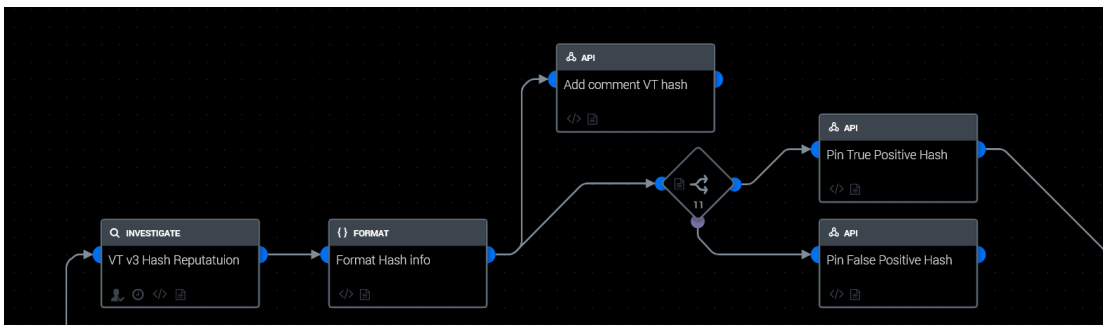 API
Add comment VT hash
</>
API
Pin True Positive Hash
</>
11
INVESTIGATE
VT v3 Hash Reputatuion
</>
{ } FORMAT
Format Hash info
</>
API
Pin False Positive Hash
</>